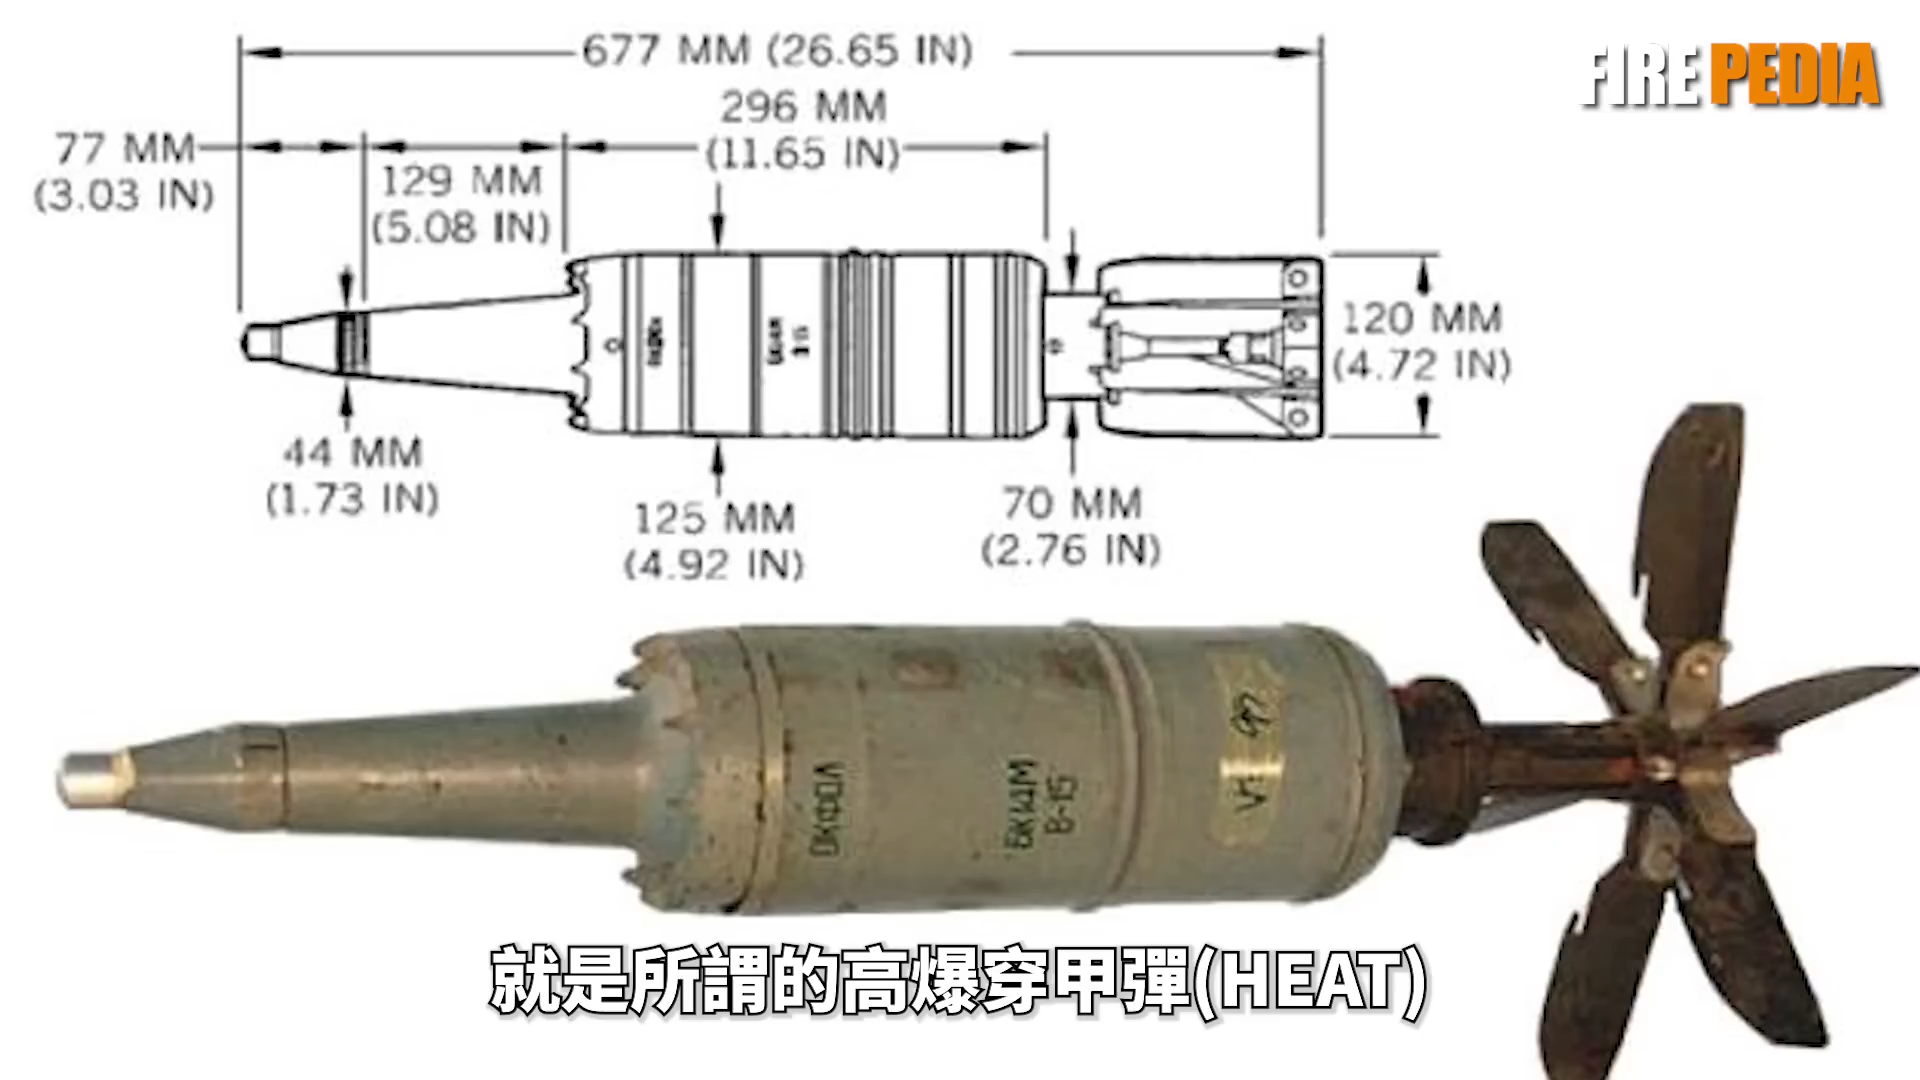 677 MM (26.65 IN)
FIREPEDIA
296 MM
(11.65 IN)
77 MM
(3.03 IN)
129 MM
(5.08 IN)
120 MM
(4.72 IN)
44 MM
(1.73 IN)
125 MM
(4.92 IN)
70 MM
(2.76 IN)
БК14М
В-15
就是所謂的高爆穿甲彈(HEAT)